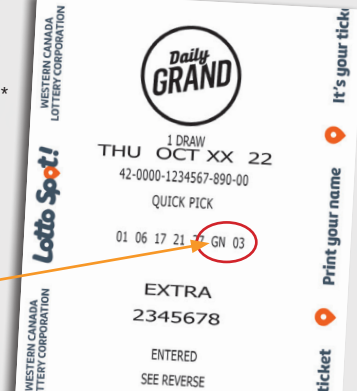 *
WESTERN CANADA
LOTTERY CORPORATION
Lotto Spot!
WESTERN CANADA
LOTTERY CORPORATION
Daily
GRAND
1 DRAW
THU OCT XX 22
42-0000-1234567-890-00
QUICK PICK
01 06 17 21 GN 03
EXTRA
2345678
ENTERED
SEE REVERSE
It's your ticke
Print your name
ticket